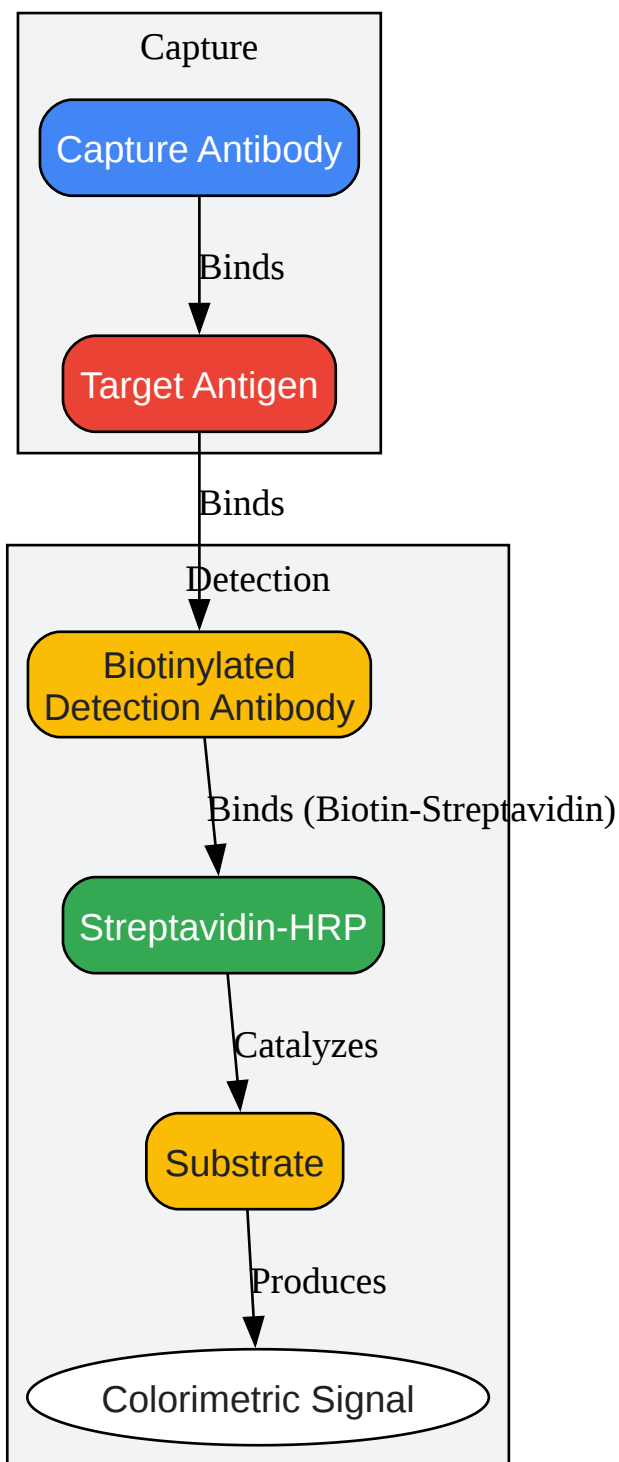 Capture
Capture Antibody
Binds
Target Antigen
Binds
Detection
Biotinylated
Detection Antibody
Binds (Biotin-Streptavidin)
Streptavidin-HRP
Catalyzes
Substrate
Produces
Colorimetric Signal